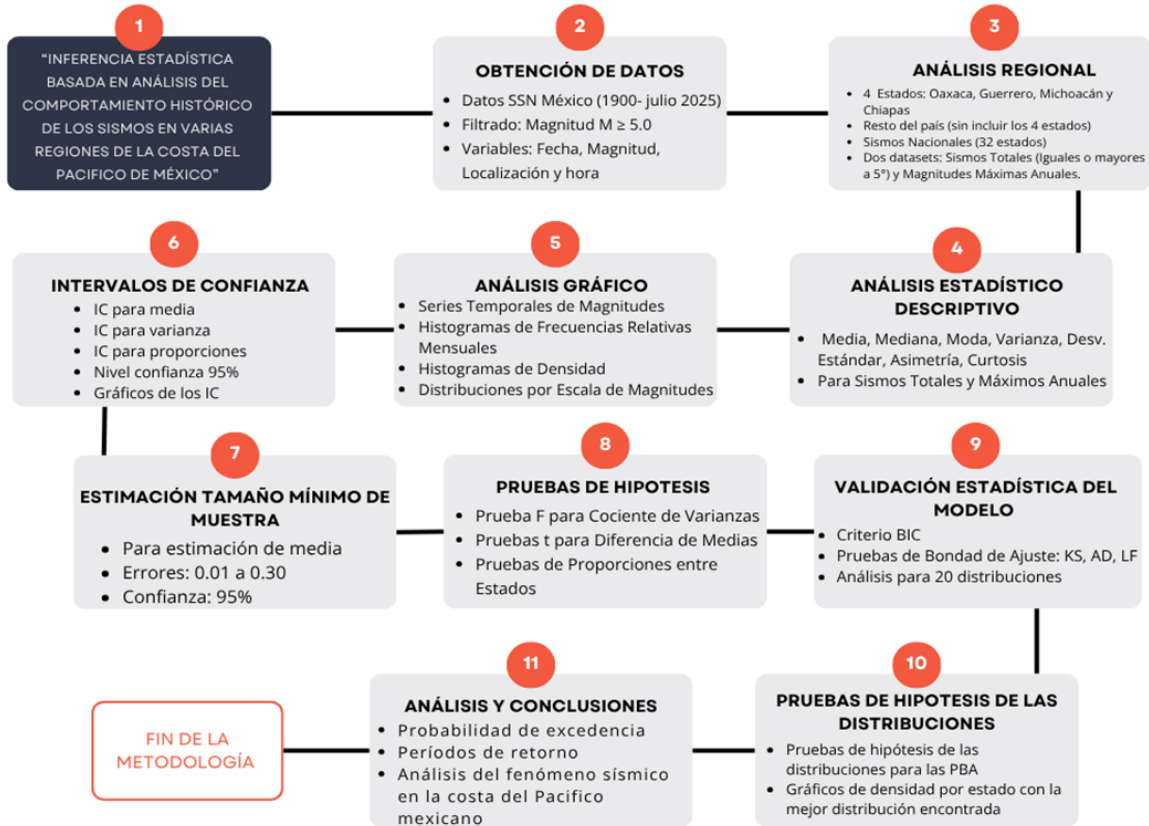 1
“INFERENCIA ESTADÍSTICA
BASADA EN ANÁLISIS DEL
COMPORTAMIENTO HISTÓRICO
DE LOS SISMOS EN VARIAS
REGIONES DE LA COSTA DEL
PACIFICO DE MÉXICO”
2
OBTENCIÓN DE DATOS
• Datos SSN México (1900- julio 2025)
• Filtrado: Magnitud M ≥ 5.0
• Variables: Fecha, Magnitud,
Localización y hora
3
ANÁLISIS REGIONAL
• 4 Estados: Oaxaca, Guerrero, Michoacán y
Chiapas
• Resto del país (sin incluir los 4 estados)
• Sismos Nacionales (32 estados)
• Dos datasets: Sismos Totales (Iguales o mayores
a 5°) y Magnitudes Máximas Anuales.
4
ANÁLISIS ESTADÍSTICO
DESCRIPTIVO
• Media, Mediana, Moda, Varianza, Desv.
Estándar, Asimetría, Curtosis
• Para Sismos Totales y Máximos Anuales
5
ANÁLISIS GRÁFICO
• Series Temporales de Magnitudes
• Histogramas de Frecuencias Relativas
Mensuales
• Histogramas de Densidad
• Distribuciones por Escala de Magnitudes
6
INTERVALOS DE CONFIANZA
• IC para media
• IC para varianza
• IC para proporciones
• Nivel confianza 95%
• Gráficos de los IC
7
ESTIMACIÓN TAMAÑO MÍNIMO DE
MUESTRA
• Para estimación de media
• Errores: 0.01 a 0.30
• Confianza: 95%
8
PRUEBAS DE HIPOTESIS
• Prueba F para Cociente de Varianzas
• Pruebas t para Diferencia de Medias
• Pruebas de Proporciones entre
Estados
9
VALIDACIÓN ESTADÍSTICA DEL
MODELO
• Criterio BIC
• Pruebas de Bondad de Ajuste: KS, AD, LF
• Análisis para 20 distribuciones
10
PRUEBAS DE HIPOTESIS DE LAS
DISTRIBUCIONES
• Pruebas de hipótesis de las
distribuciones para las PBA
• Gráficos de densidad por estado con la
mejor distribución encontrada
11
ANÁLISIS Y CONCLUSIONES
• Probabilidad de excedencia
• Períodos de retorno
• Análisis del fenómeno sísmico
en la costa del Pacifico
mexicano
FIN DE LA
METODOLOGÍA